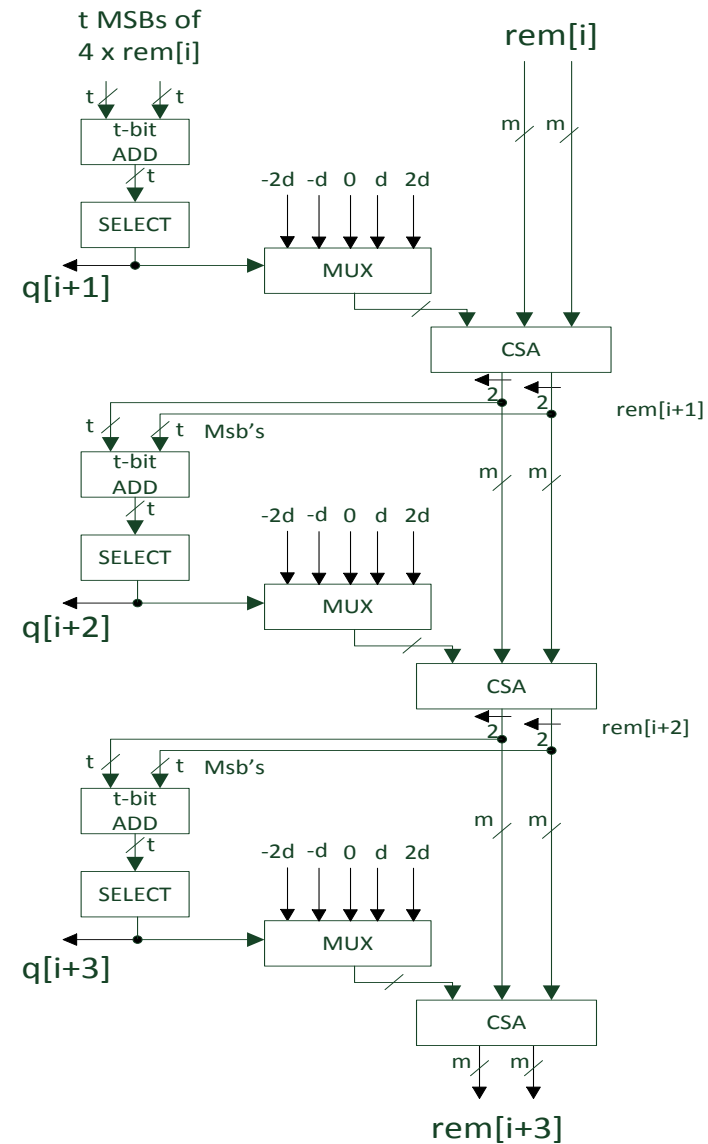 t MSBs of
4 x rem[i]
rem[i]
t
t
m
m
t-bit
ADD
t
-2d -d 0 d 2d
SELECT
MUX
q[i+1]
CSA
2
2
rem[i+1]
t
t
Msb's
t-bit
ADD
m
m
t
-2d -d 0 d 2d
SELECT
MUX
q[i+2]
CSA
2
2
rem[i+2]
t
t
Msb's
t-bit
ADD
m
m
t
-2d -d 0 d 2d
SELECT
MUX
q[i+3]
CSA
m
m
rem[i+3]